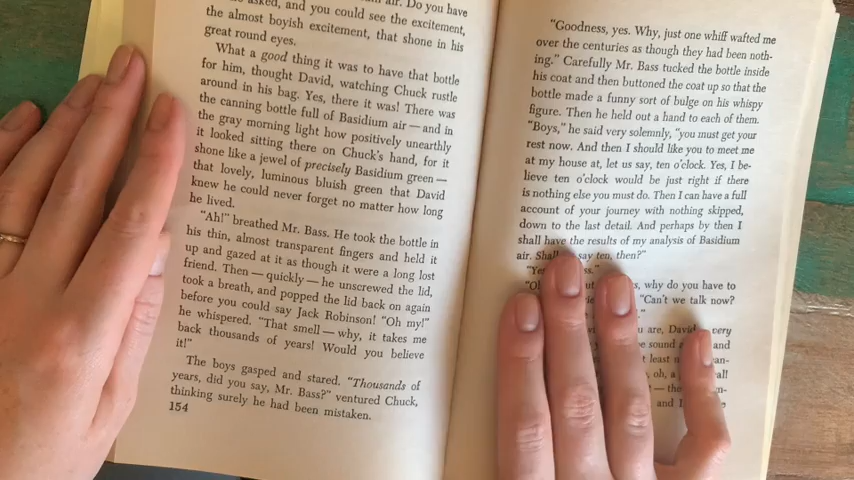 asked, and you could see the excitement,
the almost boyish excitement, that shone in his
great round eyes.
What a good thing it was to have that bottle
for him, thought David, watching Chuck rustle
around in his bag. Yes, there it was! There was
the canning bottle full of Basidium air—and in
the gray morning light how positively unearthly
it looked sitting there on Chuck's hand, for it
shone like a jewel of precisely Basidium green—
that lovely, luminous bluish green that David
knew he could never forget no matter how long
he lived.
"Ah!" breathed Mr. Bass. He took the bottle in
his thin, almost transparent fingers and held it
up and gazed at it as though it were a long lost
friend. Then—quickly—he unscrewed the lid,
took a breath, and popped the lid back on again
before you could say Jack Robinson! "Oh my!"
he whispered. "That smell—why, it takes me
back thousands of years! Would you believe
it!"
The boys gasped and stared. "Thousands of
years, did you say, Mr. Bass?" ventured Chuck,
thinking surely he had been mistaken.
154
"Goodness, yes. Why, just one whiff wafted me
over the centuries as though they had been noth-
ing." Carefully Mr. Bass tucked the bottle inside
his coat and then buttoned the coat up so that the
bottle made a funny sort of bulge on his whispy
figure. Then he held out a hand to each of them.
"Boys," he said very solemnly, "you must get your
rest now. And then I should like you to meet me
at my house at, let us say, ten o'clock. Yes, I be-
lieve ten o'clock would be just right if there
is nothing else you must do. Then I can have a full
account of your journey with nothing skipped,
down to the last detail. And perhaps by then I
shall have the results of my analysis of Basidium
air. say ten, then?"
why do you have to
"Can't we talk now?
you are, David very
sound and
least
oh, a
and